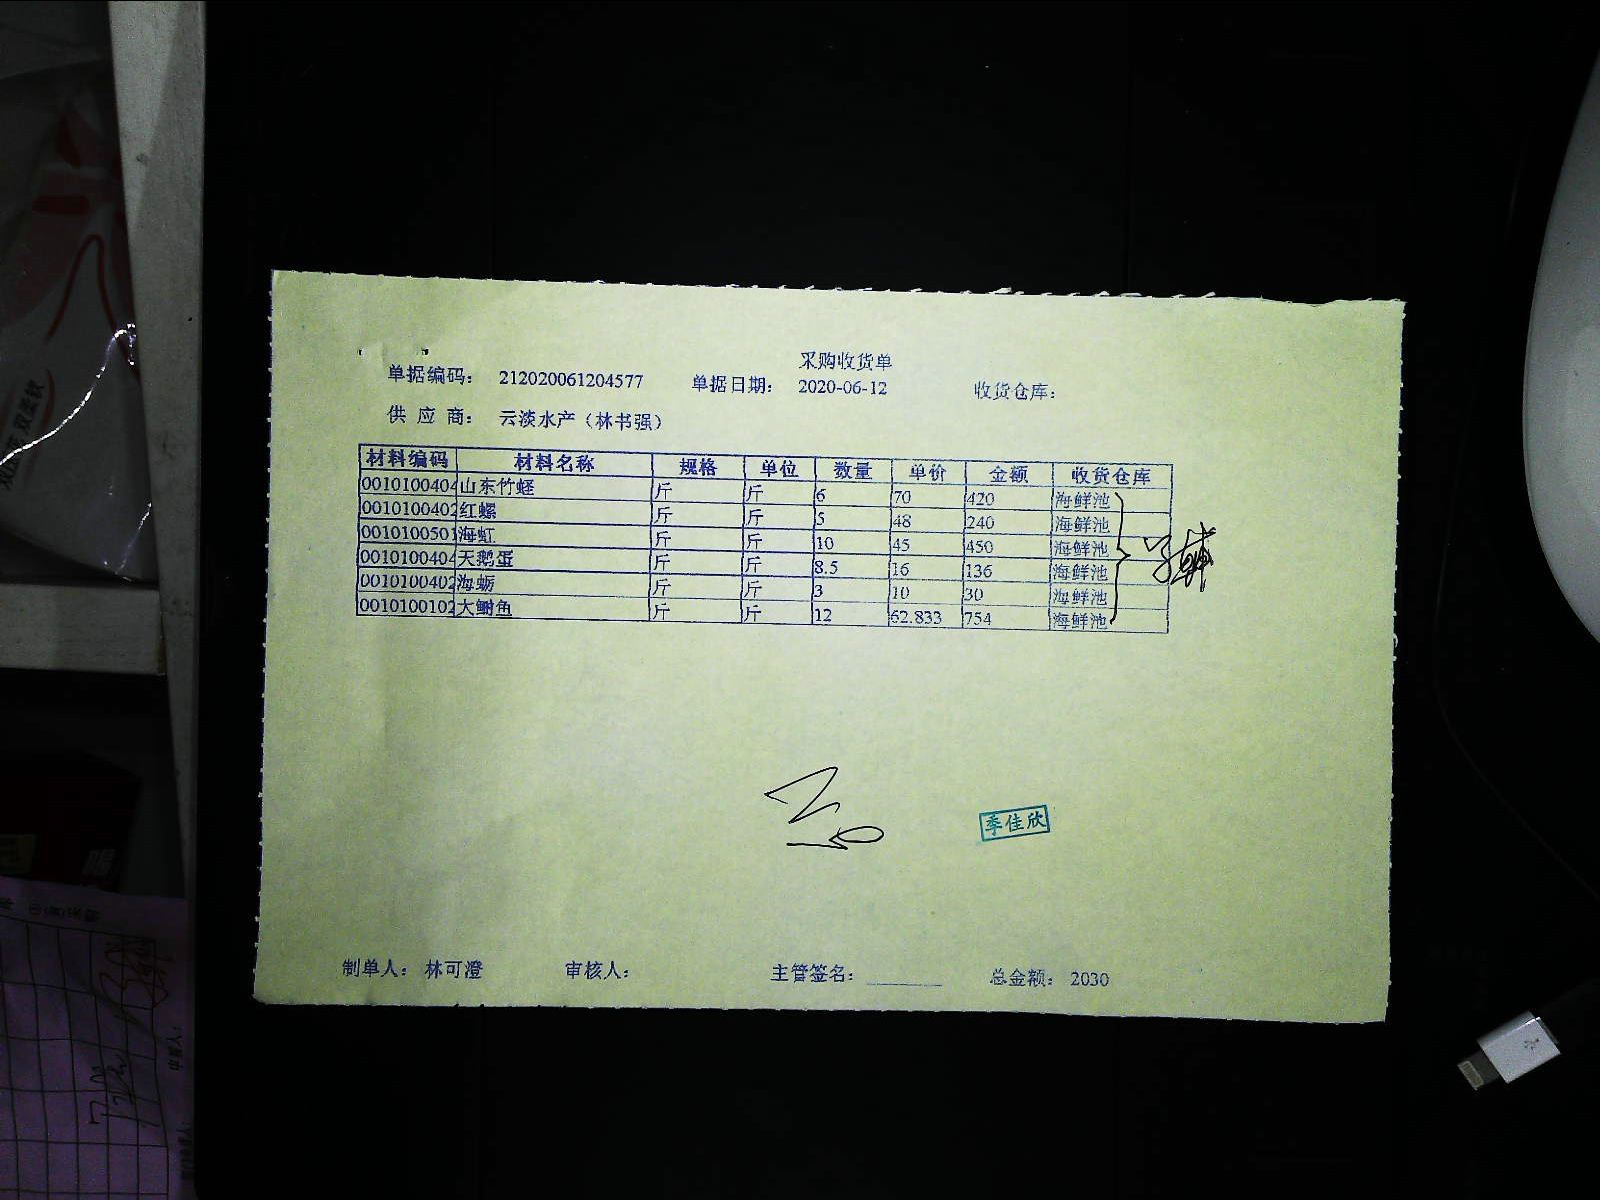 采购收货单
单据编码： 212020061204577 单据日期： 2020-06-12 收货仓库：
供 应 商： 云淡水产（林书强）
材料编码 材料名称 规格 单位 数量 单价 金额 收货仓库
0010100404 山东竹蛏 斤 斤 6 70 420 海鲜池
0010100402 红螺 斤 斤 5 48 240 海鲜池
0010100501 海虹 斤 斤 10 45 450 海鲜池
0010100404 天鹅蛋 斤 斤 8.5 16 136 海鲜池
0010100402 海蛎 斤 斤 3 10 30 海鲜池
0010100102 大鲥鱼 斤 斤 12 62.833 754 海鲜池
季佳欣
制单人： 林可澄 审核人： 主管签名： 总金额： 2030